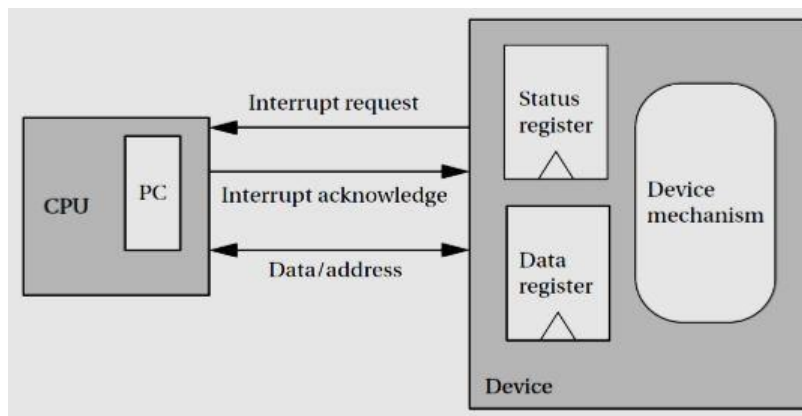 Interrupt request
Status
register
CPU
PC
Interrupt acknowledge
Device
mechanism
Data/address
Data
register
Device